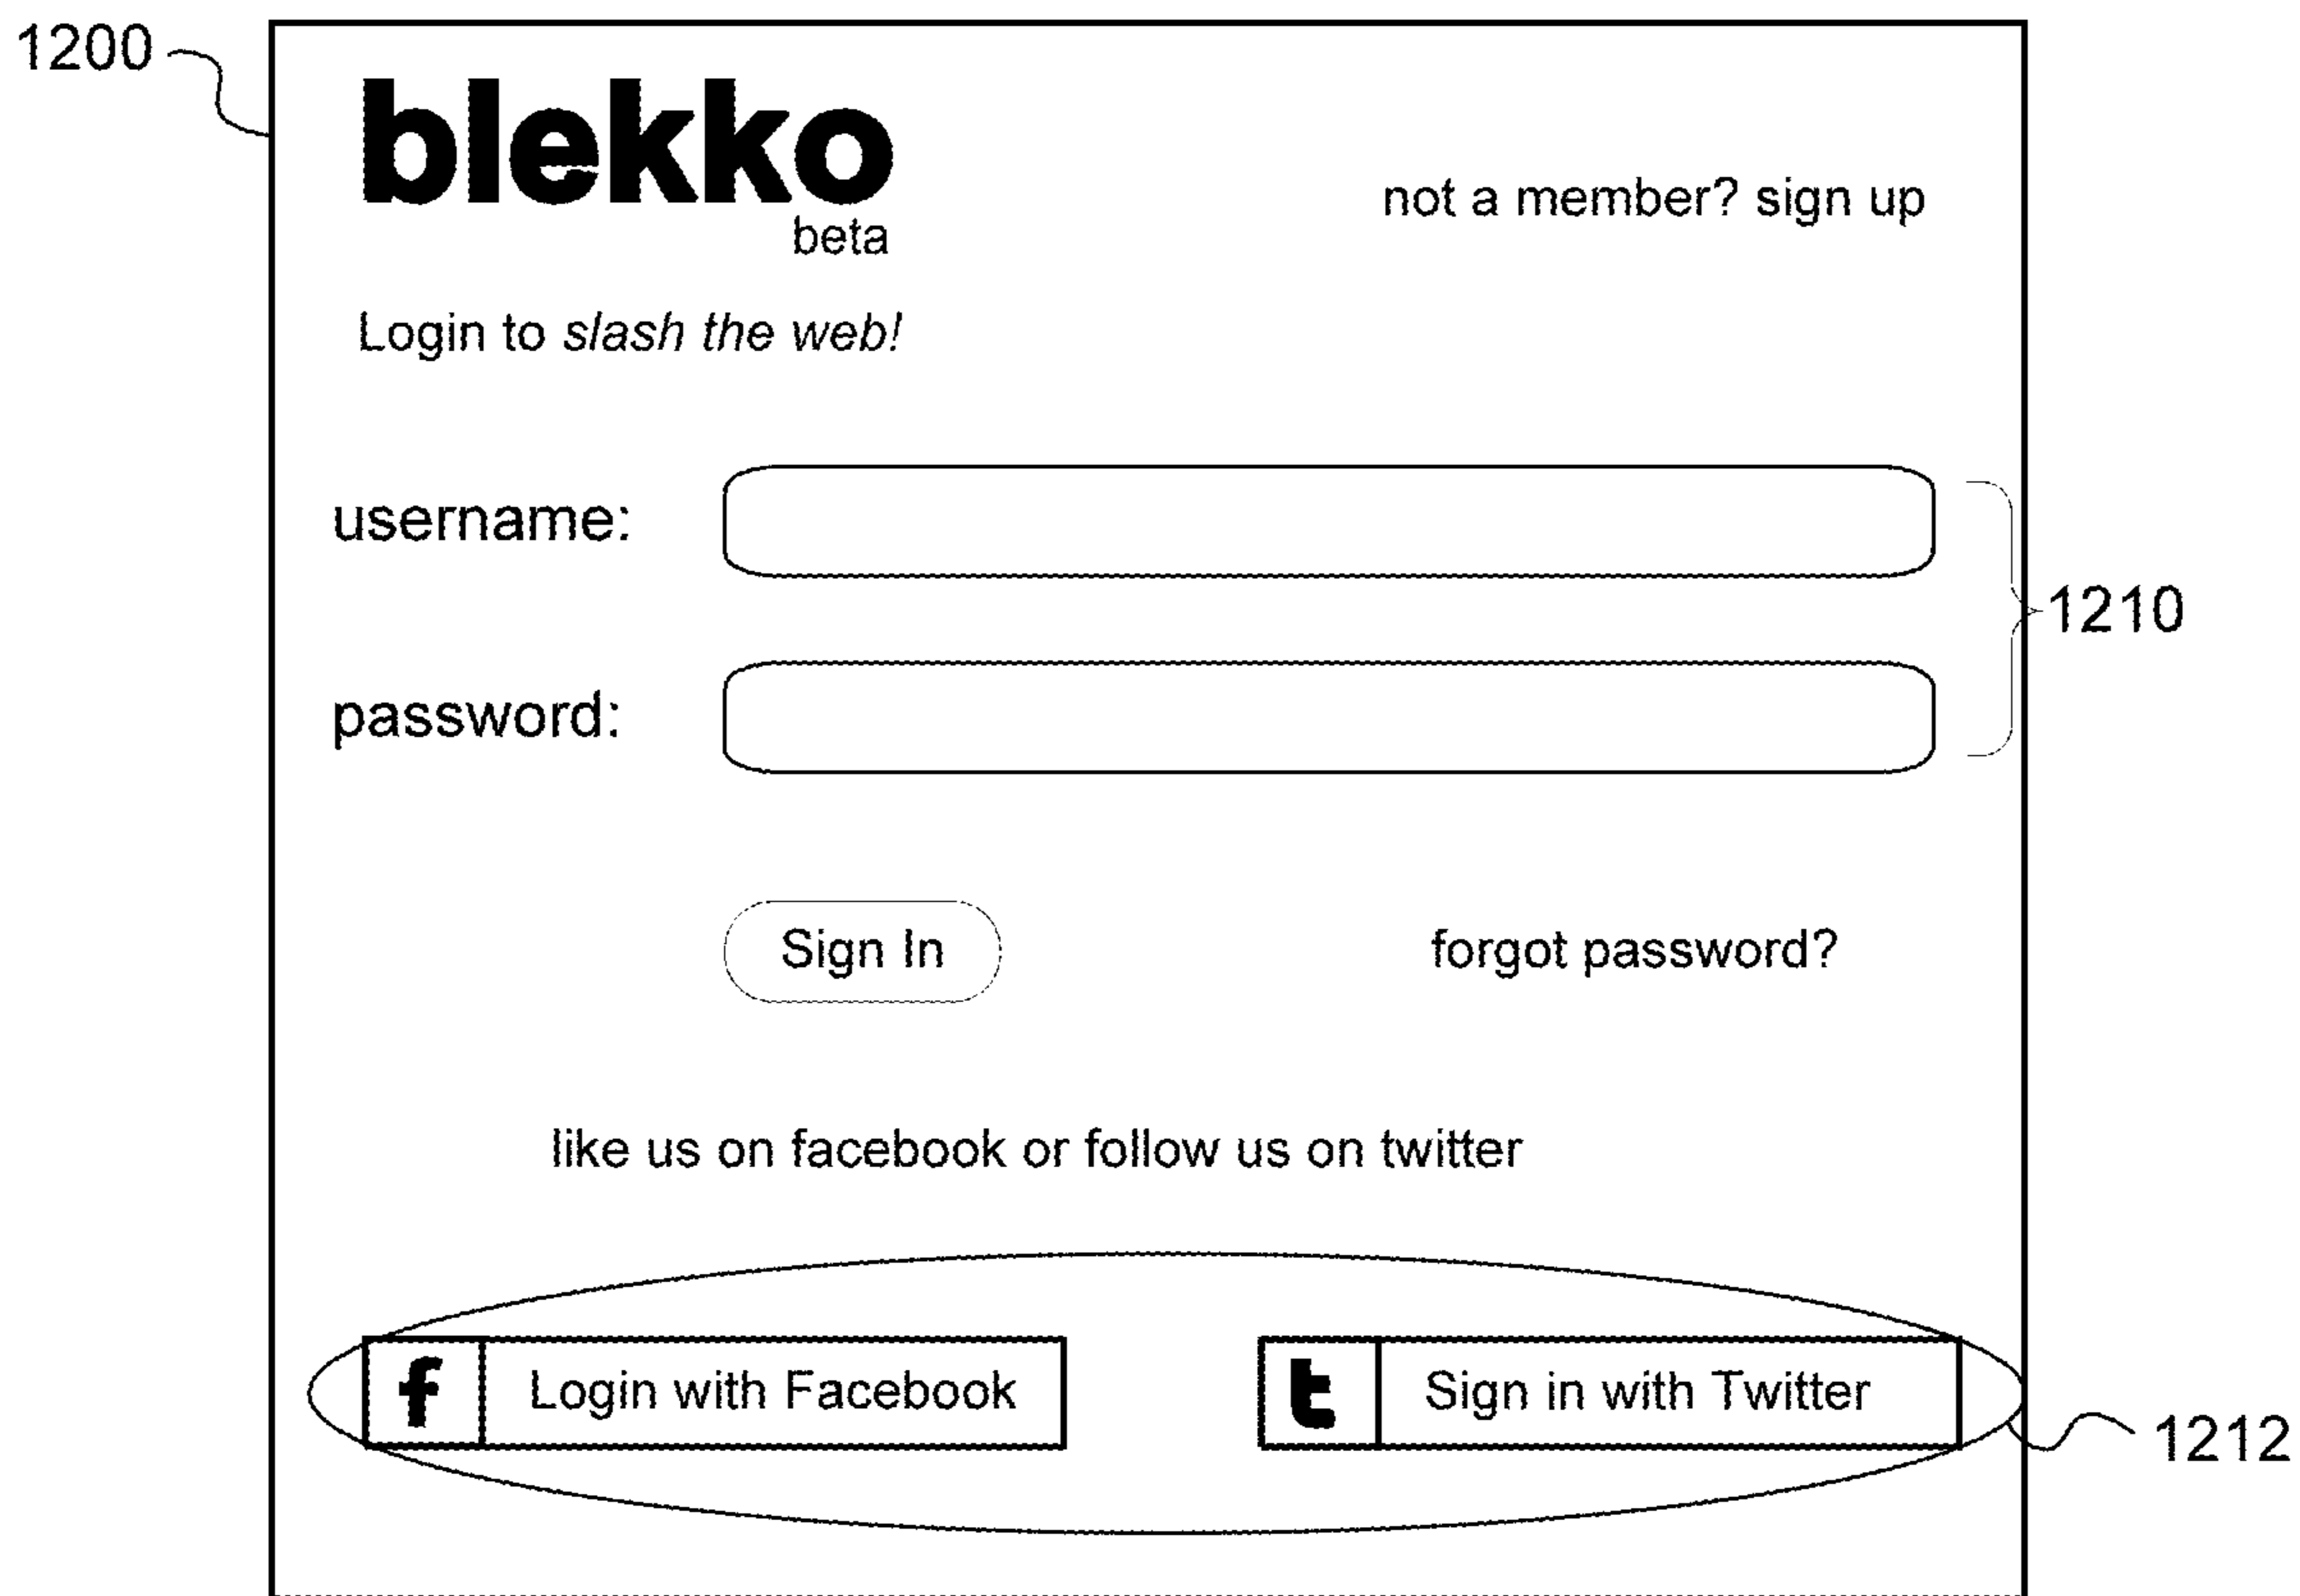 1200
blekko
beta
not a member? sign up
Login to slash the web!
username:
1210
password:
Sign In
forgot password?
like us on facebook or follow us on twitter
f Login with Facebook
t Sign in with Twitter
1212